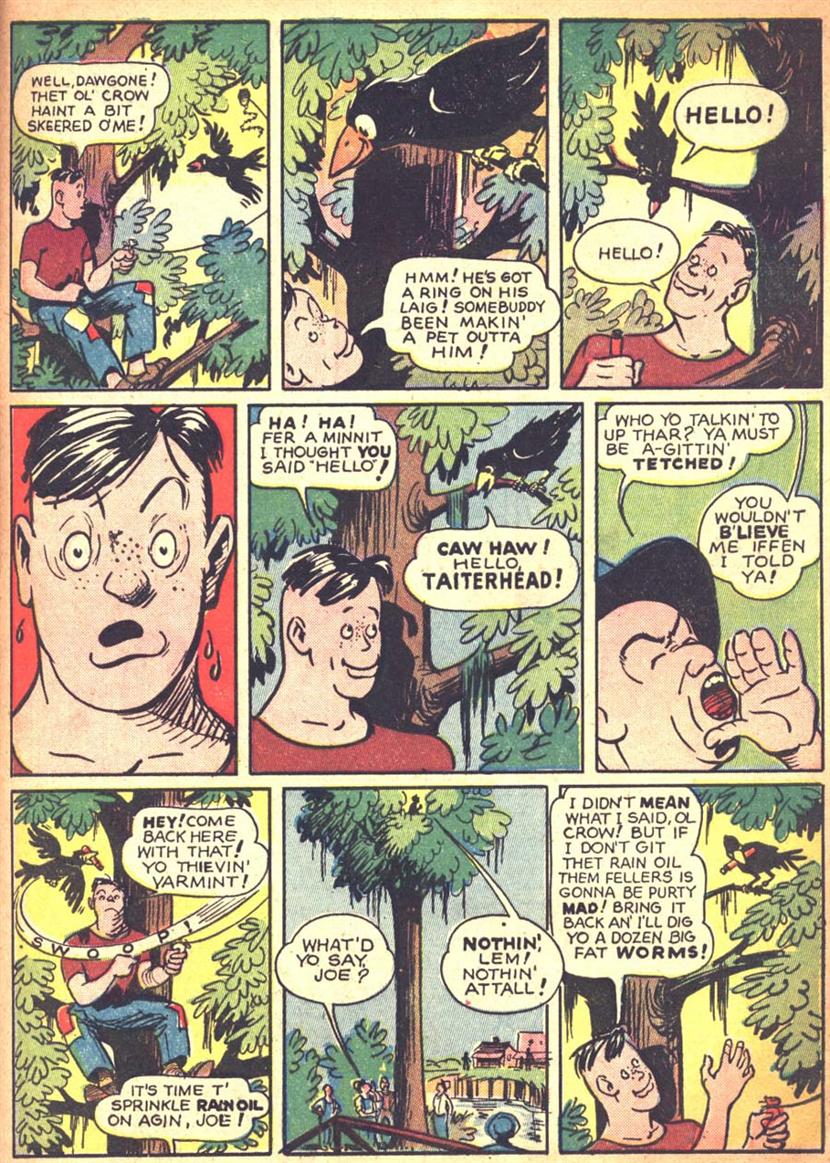 WELL, DAWGONE!
THET OL' CROW
HAINT A BIT
SKEERED O' ME!
HMM! HE'S GOT
A RING ON HIS
LAIG! SOMEBUDDY
BEEN MAKIN'
A PET OUTTA
HIM!
HELLO!
HELLO!
HA! HA!
FER A MINNIT
I THOUGHT YOU
SAID "HELLO"!
CAW HAW!
HELLO,
TAITERHEAD!
WHO YO TALKIN' TO
UP THAR? YA MUST
BE A-GITTIN'
TETCHED!
YOU
WOULDN'T
B'LIEVE
ME IFFEN
I TOLD
YA!
HEY! COME
BACK HERE
WITH THAT!
YO THIEVIN'
VARMINT!
SWOOP!
IT'S TIME T'
SPRINKLE RAIN OIL
ON AGIN, JOE!
WHAT'D
YO SAY,
JOE?
NOTHIN',
LEM!
NOTHIN'
ATTALL!
I DIDN'T MEAN
WHAT I SAID, OL
CROW! BUT IF
I DON'T GIT
THET RAIN OIL
THEM FELLERS IS
GONNA BE PURTY
MAD! BRING IT
BACK AN' I'LL DIG
YO A DOZEN BIG
FAT WORMS!